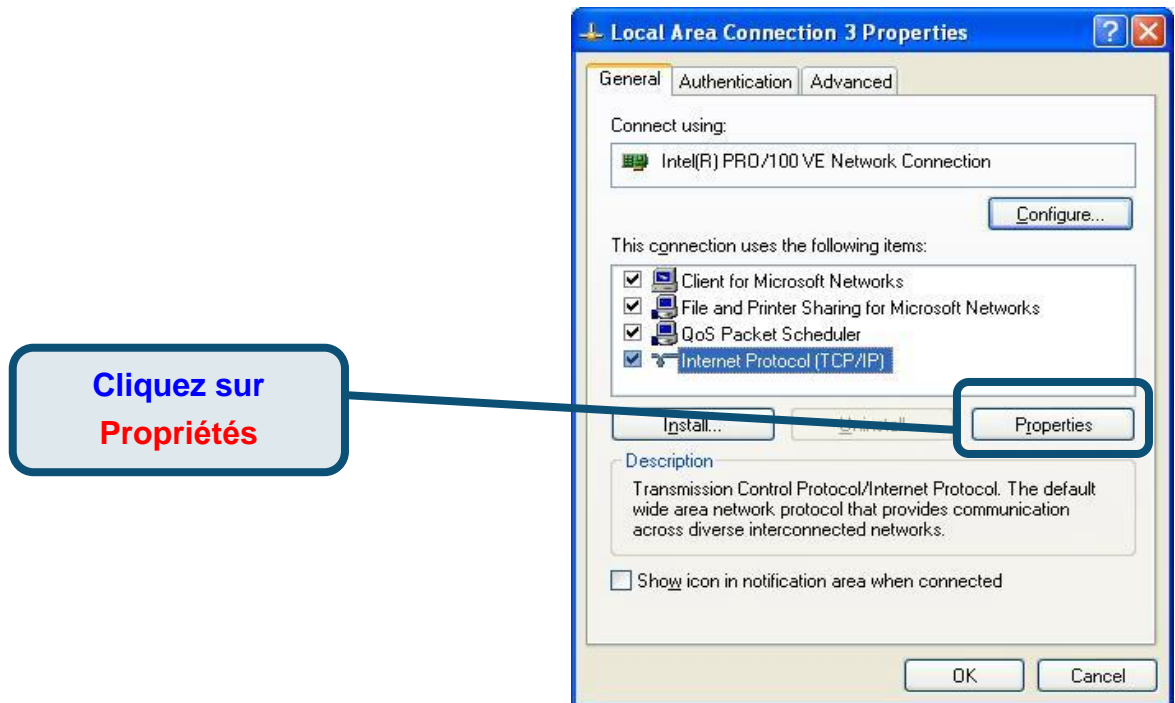 Local Area Connection 3 Properties
General Authentication Advanced
Connect using:
Intel(R) PRO/100 VE Network Connection
Configure...
This connection uses the following items:
Client for Microsoft Networks
File and Printer Sharing for Microsoft Networks
QoS Packet Scheduler
Internet Protocol (TCP/IP)
Cliquez sur
Propriétés
Install... Uninstall Properties
Description
Transmission Control Protocol/Internet Protocol. The default
wide area network protocol that provides communication
across diverse interconnected networks.
Show icon in notification area when connected
OK Cancel